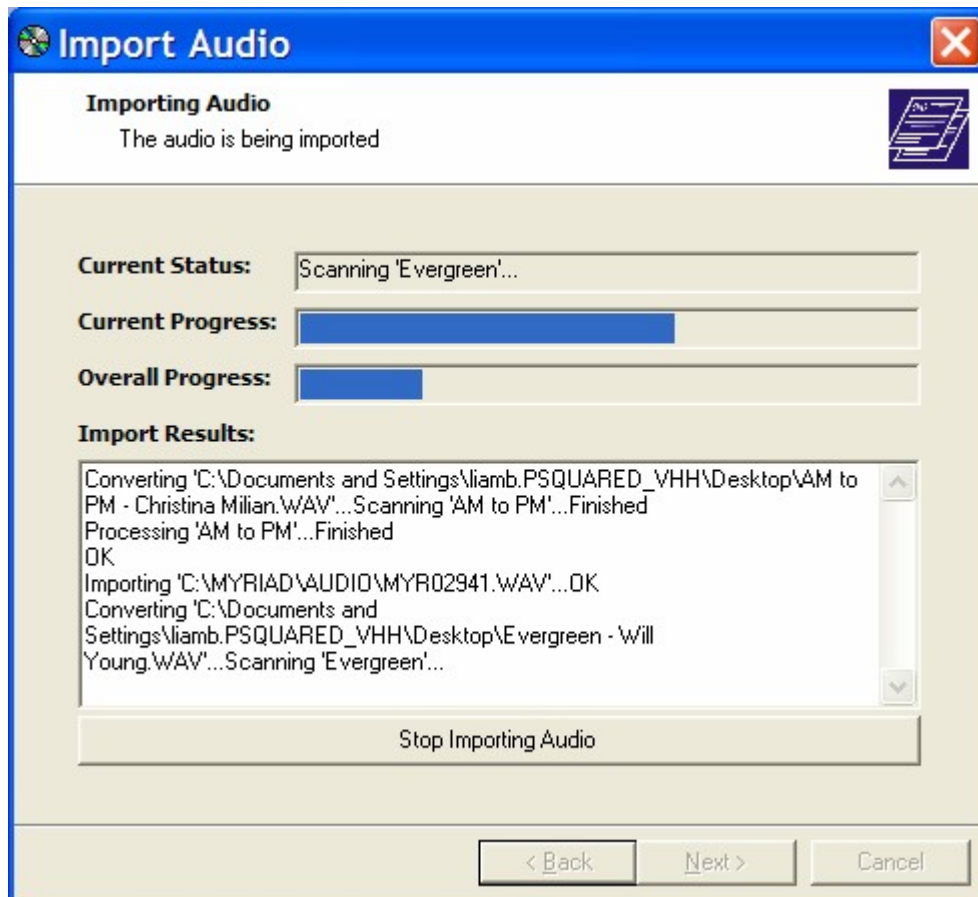 Import Audio
Importing Audio
The audio is being imported
Current Status:
Scanning 'Evergreen'...
Current Progress:
Overall Progress:
Import Results:
Converting 'C:\Documents and Settings\liamb.PSQUARED_VHH\Desktop\AM to
PM - Christina Milian.WAV'...Scanning 'AM to PM'...Finished
Processing 'AM to PM'...Finished
OK
Importing 'C:\MYRIAD\AUDIO\MYR02941.WAV'...OK
Converting 'C:\Documents and
Settings\liamb.PSQUARED_VHH\Desktop\Evergreen - Will
Young.WAV'...Scanning 'Evergreen'...
Stop Importing Audio
< Back
Next >
Cancel